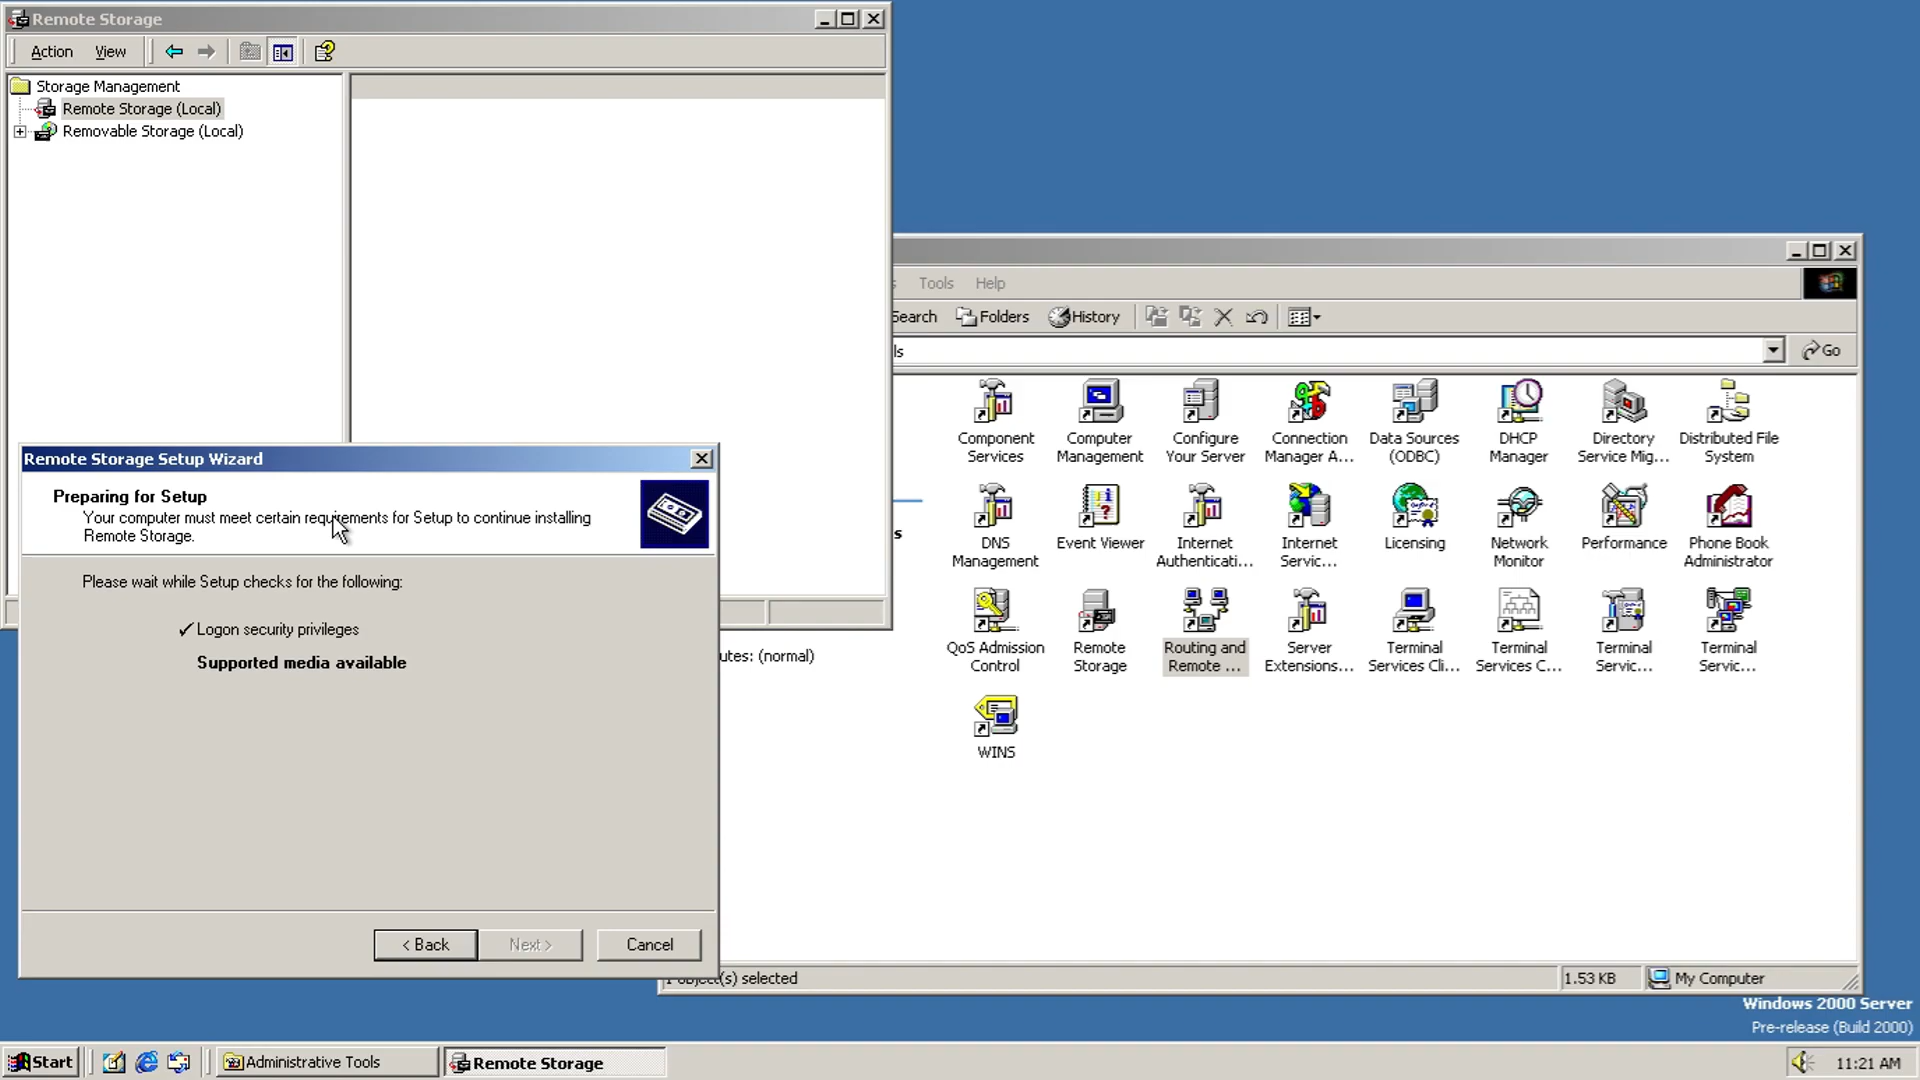 Remote Storage
Action View
Storage Management
Remote Storage (Local)
Removable Storage (Local)
Remote Storage Setup Wizard
Preparing for Setup
Your computer must meet certain requirements for Setup to continue installing
Remote Storage.
Please wait while Setup checks for the following:
Logon security privileges
Supported media available
< Back Next > Cancel
Tools Help
Search Folders History
ls Go
Component
Services
Computer
Management
Configure
Your Server
Connection
Manager A...
Data Sources
(ODBC)
DHCP
Manager
Directory
Service Mig...
Distributed File
System
DNS
Management
Event Viewer
Internet
Authenticati...
Internet
Servic...
Licensing
Network
Monitor
Performance
Phone Book
Administrator
QoS Admission
Control
Remote
Storage
Routing and
Remote ...
Server
Extensions...
Terminal
Services Cli...
Terminal
Services C...
Terminal
Servic...
Terminal
Servic...
WINS
s
utes: (normal)
1 object(s) selected 1.53 KB My Computer
Windows 2000 Server
Pre-release (Build 2000)
Start Administrative Tools Remote Storage 11:21 AM